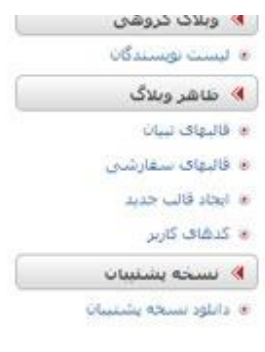 وبلاگ گروهی
لیست نویسندگان
ظاهر وبلاگ
قالبهای تبیان
قالبهای سفارشی
ایجاد قالب جدید
کدهای کاربر
نسخه پشتیبان
دانلود نسخه پشتیبان